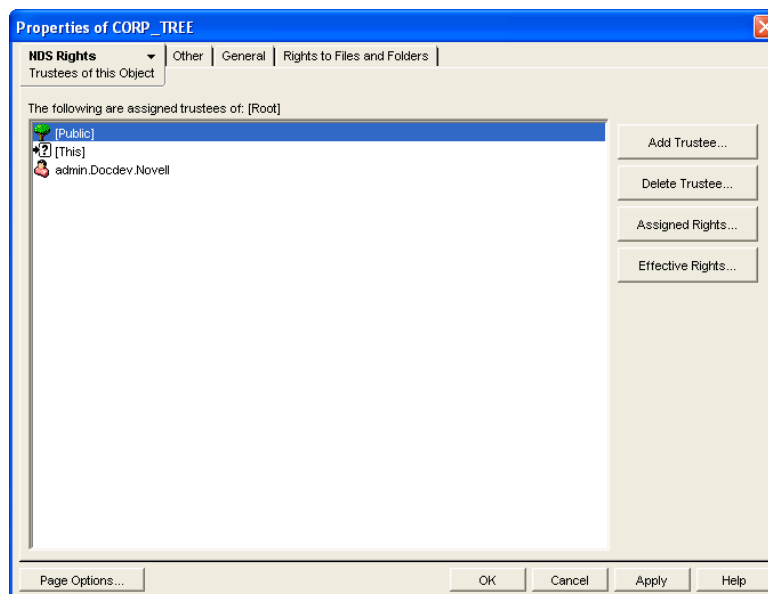 Properties of CORP_TREE
NDS Rights Other General Rights to Files and Folders
Trustees of this Object
The following are assigned trustees of: [Root]
[Public]
[This]
admin.Docdev.Novell
Add Trustee...
Delete Trustee...
Assigned Rights...
Effective Rights...
Page Options... OK Cancel Apply Help